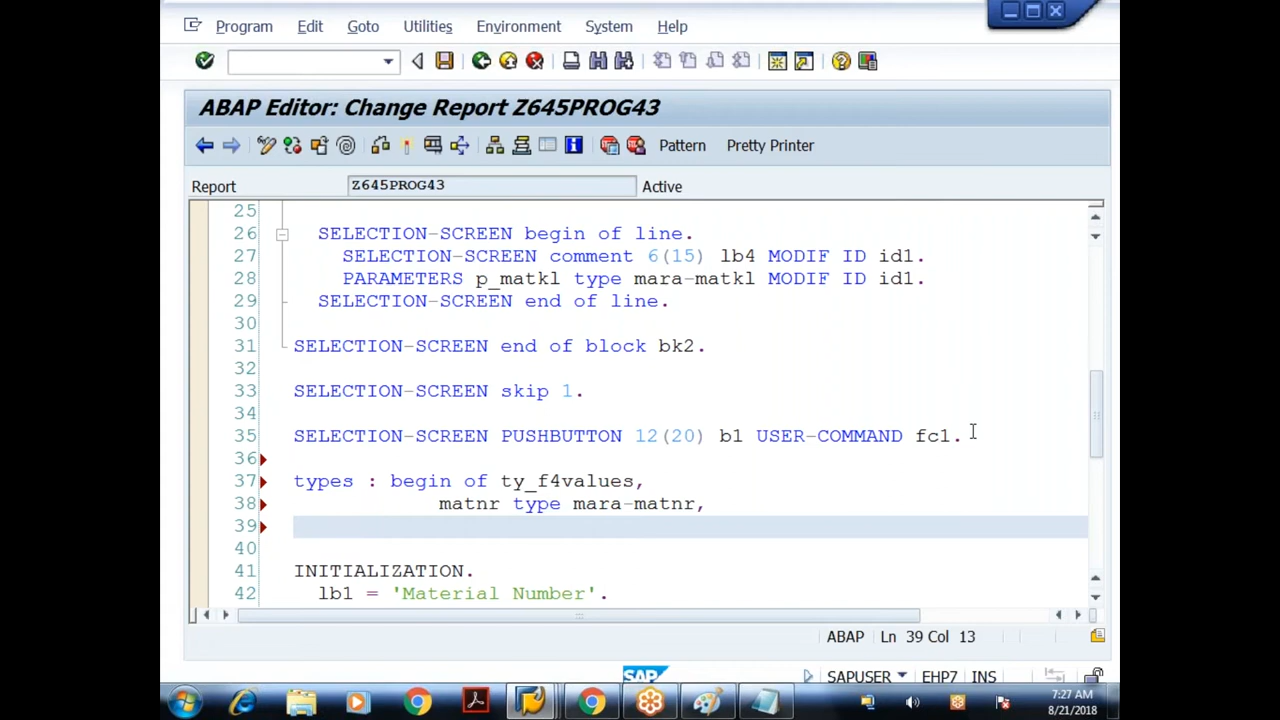 Program Edit Goto Utilities Environment System Help
ABAP Editor: Change Report Z645PROG43
Pattern Pretty Printer
Report Z645PROG43 Active
25
26 SELECTION-SCREEN begin of line.
27 SELECTION-SCREEN comment 6(15) lb4 MODIF ID id1.
28 PARAMETERS p_matkl type mara-matkl MODIF ID id1.
29 SELECTION-SCREEN end of line.
30
31 SELECTION-SCREEN end of block bk2.
32
33 SELECTION-SCREEN skip 1.
34
35 SELECTION-SCREEN PUSHBUTTON 12(20) b1 USER-COMMAND fc1.
36
37 types : begin of ty_f4values,
38 matnr type mara-matnr,
39
40
41 INITIALIZATION.
42 lb1 = 'Material Number'.
ABAP Ln 39 Col 13
SAP SAPUSER EHP7 INS
7:27 AM
8/21/2018